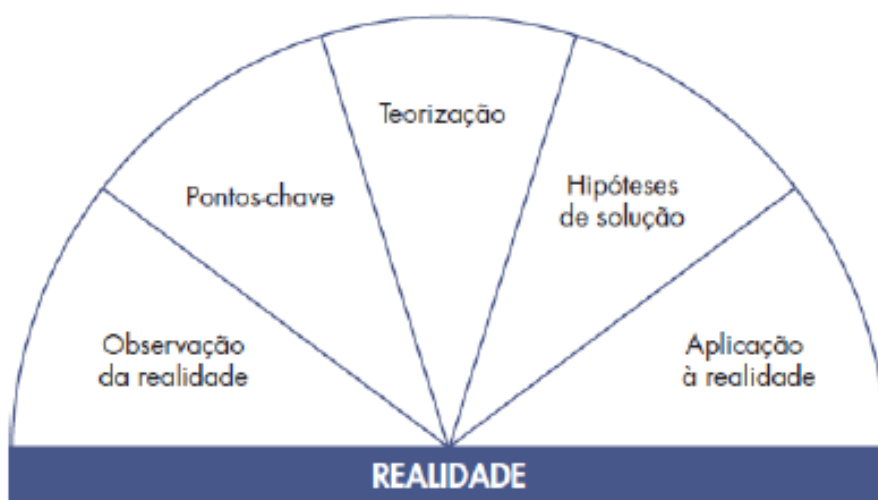 Observação
da realidade
Pontos-chave
Teorização
Hipóteses
de solução
Aplicação
à realidade
REALIDADE